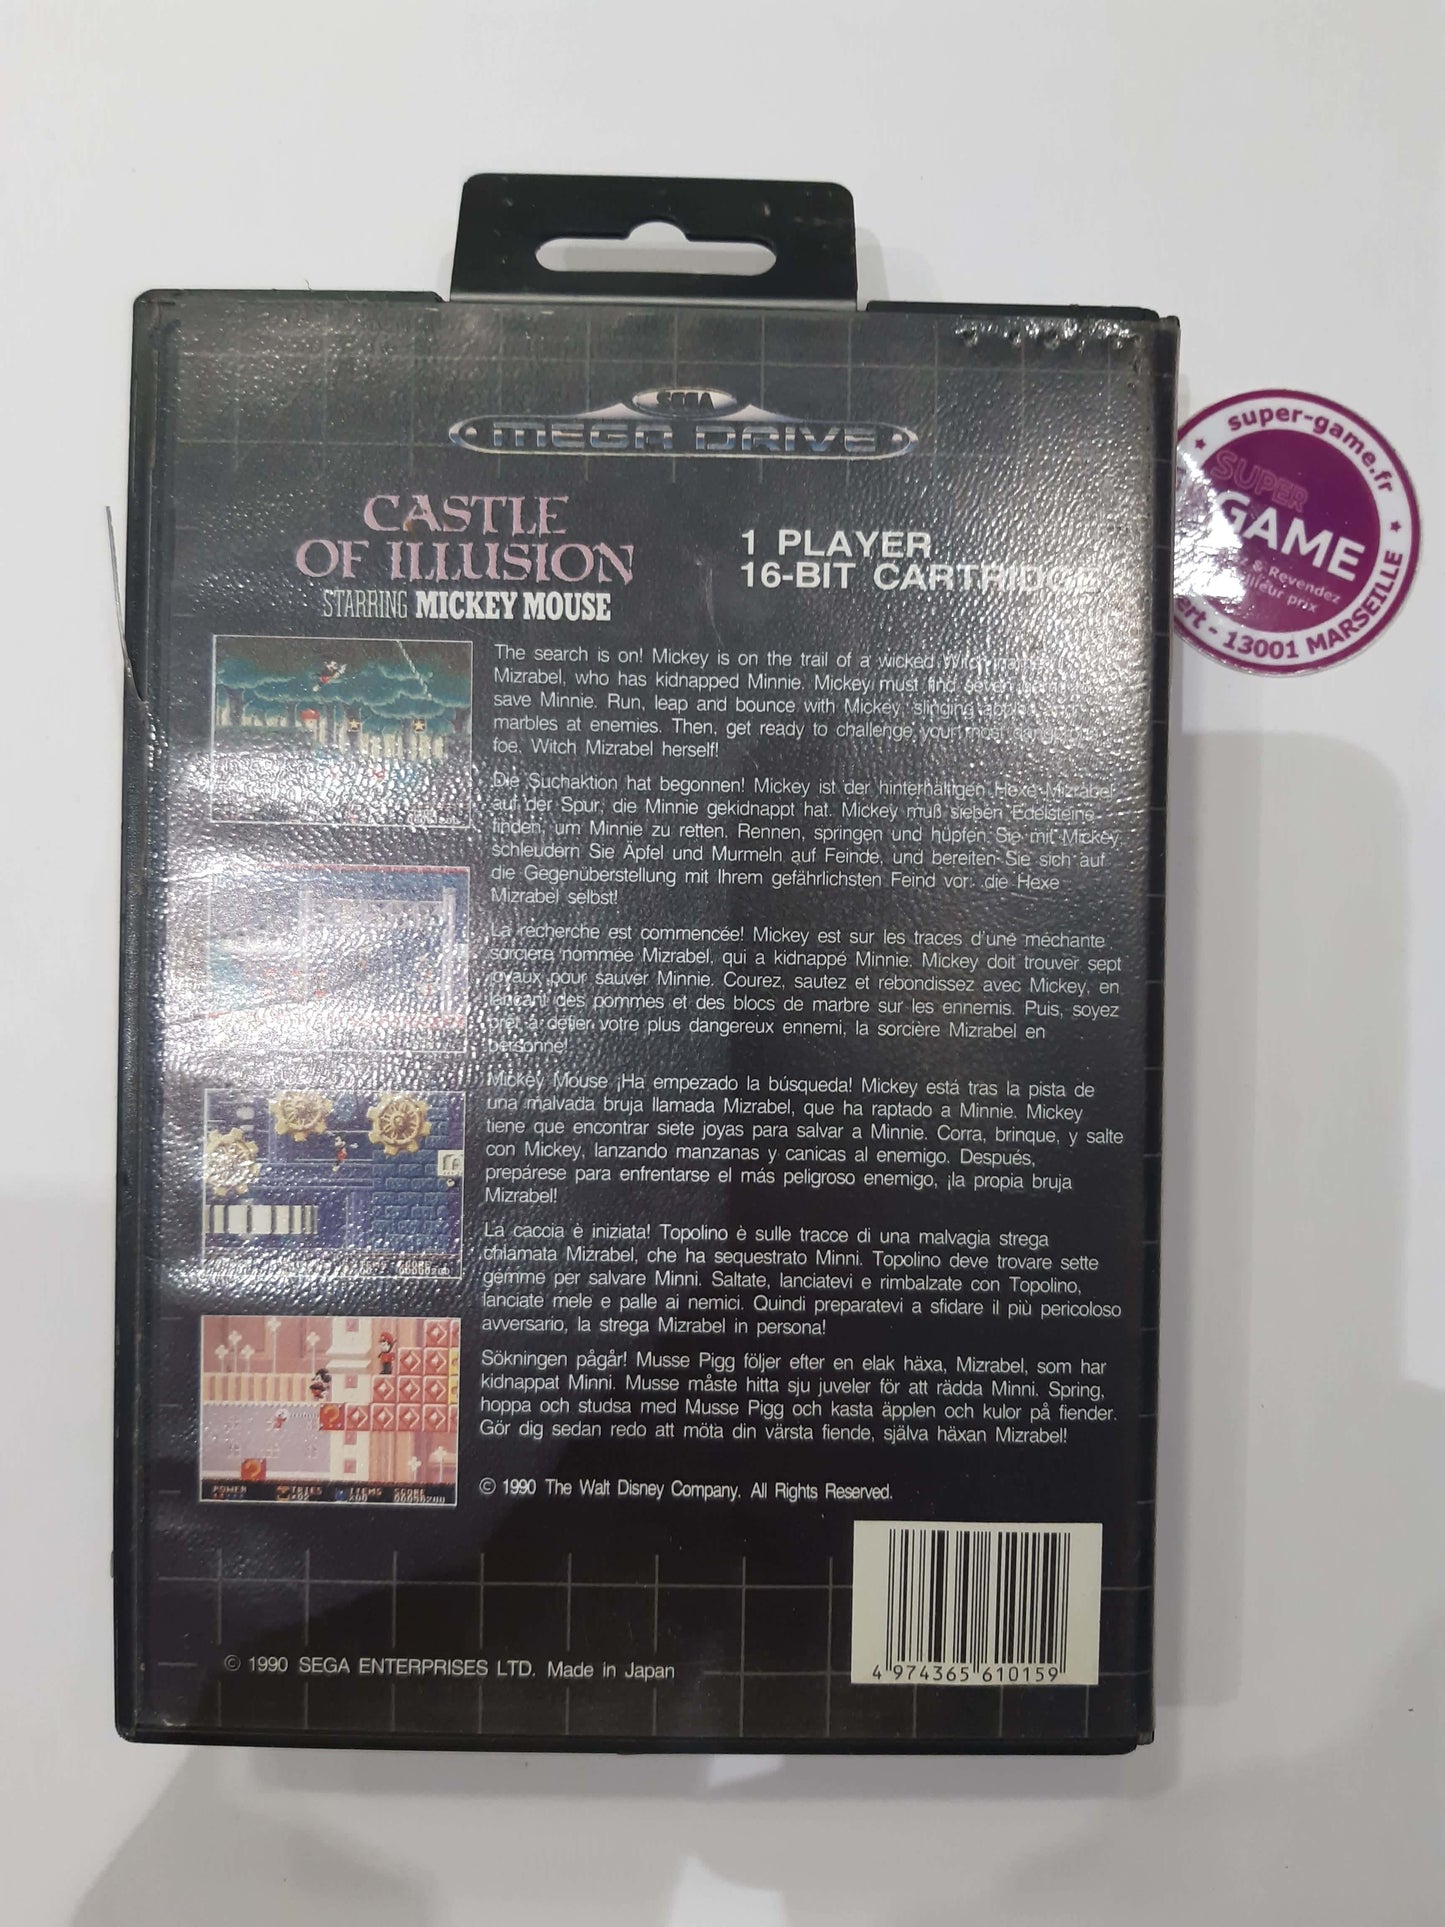 SEGA
MEGA DRIVE
CASTLE
OF ILLUSION
STARRING MICKEY MOUSE
1 PLAYER
16-BIT CARTRIDGE
The search is on! Mickey is on the trail of a wicked Witch
Mizrabel, who has kidnapped Minnie. Mickey must find seven
save Minnie. Run, leap and bounce with Mickey, slinging
marbles at enemies. Then, get ready to challenge your most
foe, Witch Mizrabel herself!
Die Suchaktion hat begonnen! Mickey ist der hinterhältigen Hexe Mizrabel
auf der Spur, die Minnie gekidnappt hat. Mickey muß sieben Edelsteine
finden, um Minnie zu retten. Rennen, springen und hüpfen Sie mit Mickey,
schleudern Sie Äpfel und Murmeln auf Feinde, und bereiten Sie sich auf
die Gegenüberstellung mit Ihrem gefährlichsten Feind vor: die Hexe
Mizrabel selbst!
La recherche est commencée! Mickey est sur les traces d'une méchante
sorcière nommée Mizrabel, qui a kidnappé Minnie. Mickey doit trouver sept
joyaux pour sauver Minnie. Courez, sautez et rebondissez avec Mickey, en
lançant des pommes et des blocs de marbre sur les ennemis. Puis, soyez
prêt à défier votre plus dangereux ennemi, la sorcière Mizrabel en
personne!
Mickey Mouse ¡Ha empezado la búsqueda! Mickey está tras la pista de
una malvada bruja llamada Mizrabel, que ha raptado a Minnie. Mickey
tiene que encontrar siete joyas para salvar a Minnie. Corra, brinque, y salte
con Mickey, lanzando manzanas y canicas al enemigo. Después,
prepárese para enfrentarse el más peligroso enemigo, ¡la propia bruja
Mizrabel!
La caccia è iniziata! Topolino è sulle tracce di una malvagia strega
chiamata Mizrabel, che ha sequestrato Minni. Topolino deve trovare sette
gemme per salvare Minni. Saltate, lanciatevi e rimbalzate con Topolino,
lanciate mele e palle ai nemici. Quindi preparatevi a sfidare il più pericoloso
avversario, la strega Mizrabel in persona!
Sökningen pågår! Musse Pigg följer efter en elak häxa, Mizrabel, som har
kidnappat Minni. Musse måste hitta sju juveler för att rädda Minni. Spring,
hoppa och studsa med Musse Pigg och kasta äpplen och kulor på fiender.
Gör dig sedan redo att möta din värsta fiende, själva häxan Mizrabel!
© 1990 The Walt Disney Company. All Rights Reserved.
POWER TRIES ITEMS SCORE
© 1990 SEGA ENTERPRISES LTD. Made in Japan
4 974365 610159
super-game.fr
SUPER
GAME
& Revendez
prix
13001 MARSEILLE